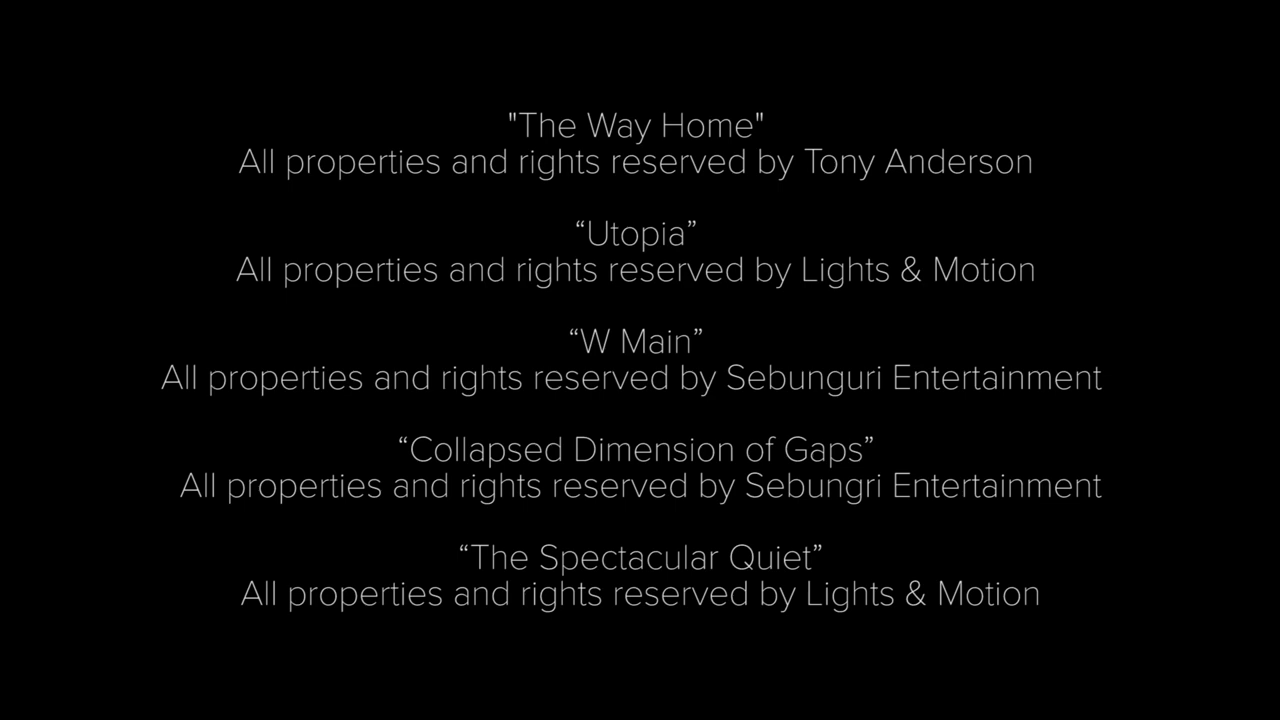 "The Way Home"
All properties and rights reserved by Tony Anderson
“Utopia”
All properties and rights reserved by Lights & Motion
“W Main”
All properties and rights reserved by Sebunguri Entertainment
“Collapsed Dimension of Gaps”
All properties and rights reserved by Sebungri Entertainment
“The Spectacular Quiet”
All properties and rights reserved by Lights & Motion